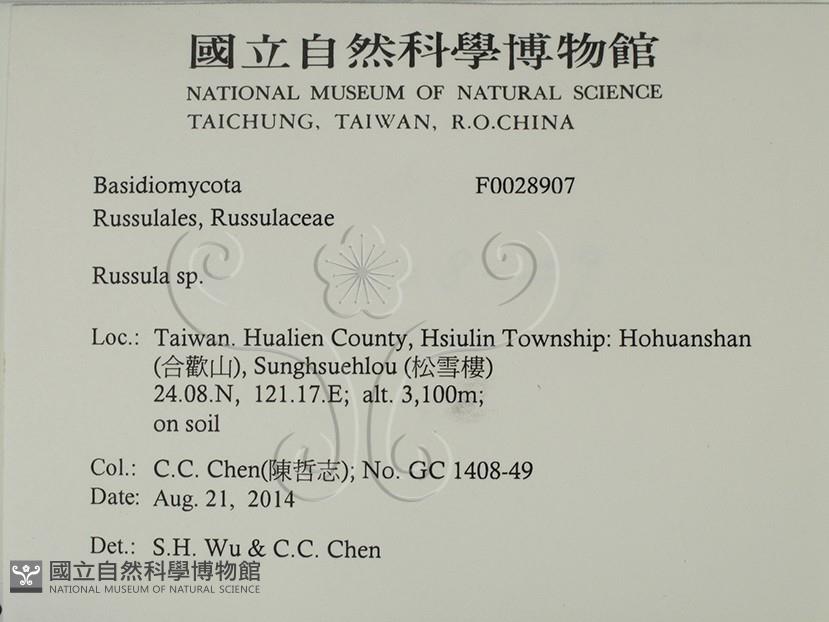 國立自然科學博物館
NATIONAL MUSEUM OF NATURAL SCIENCE
TAICHUNG, TAIWAN, R.O.CHINA
Basidiomycota F0028907
Russulales, Russulaceae
Russula sp.
Loc.: Taiwan. Hualien County, Hsiulin Township: Hohuanshan
(合歡山), Sunghsuehlou (松雪樓)
24.08.N, 121.17.E; alt. 3,100m;
on soil
Col.: C.C. Chen(陳哲志); No. GC 1408-49
Date: Aug. 21, 2014
Det.: S.H. Wu & C.C. Chen
國立自然科學博物館
NATIONAL MUSEUM OF NATURAL SCIENCE